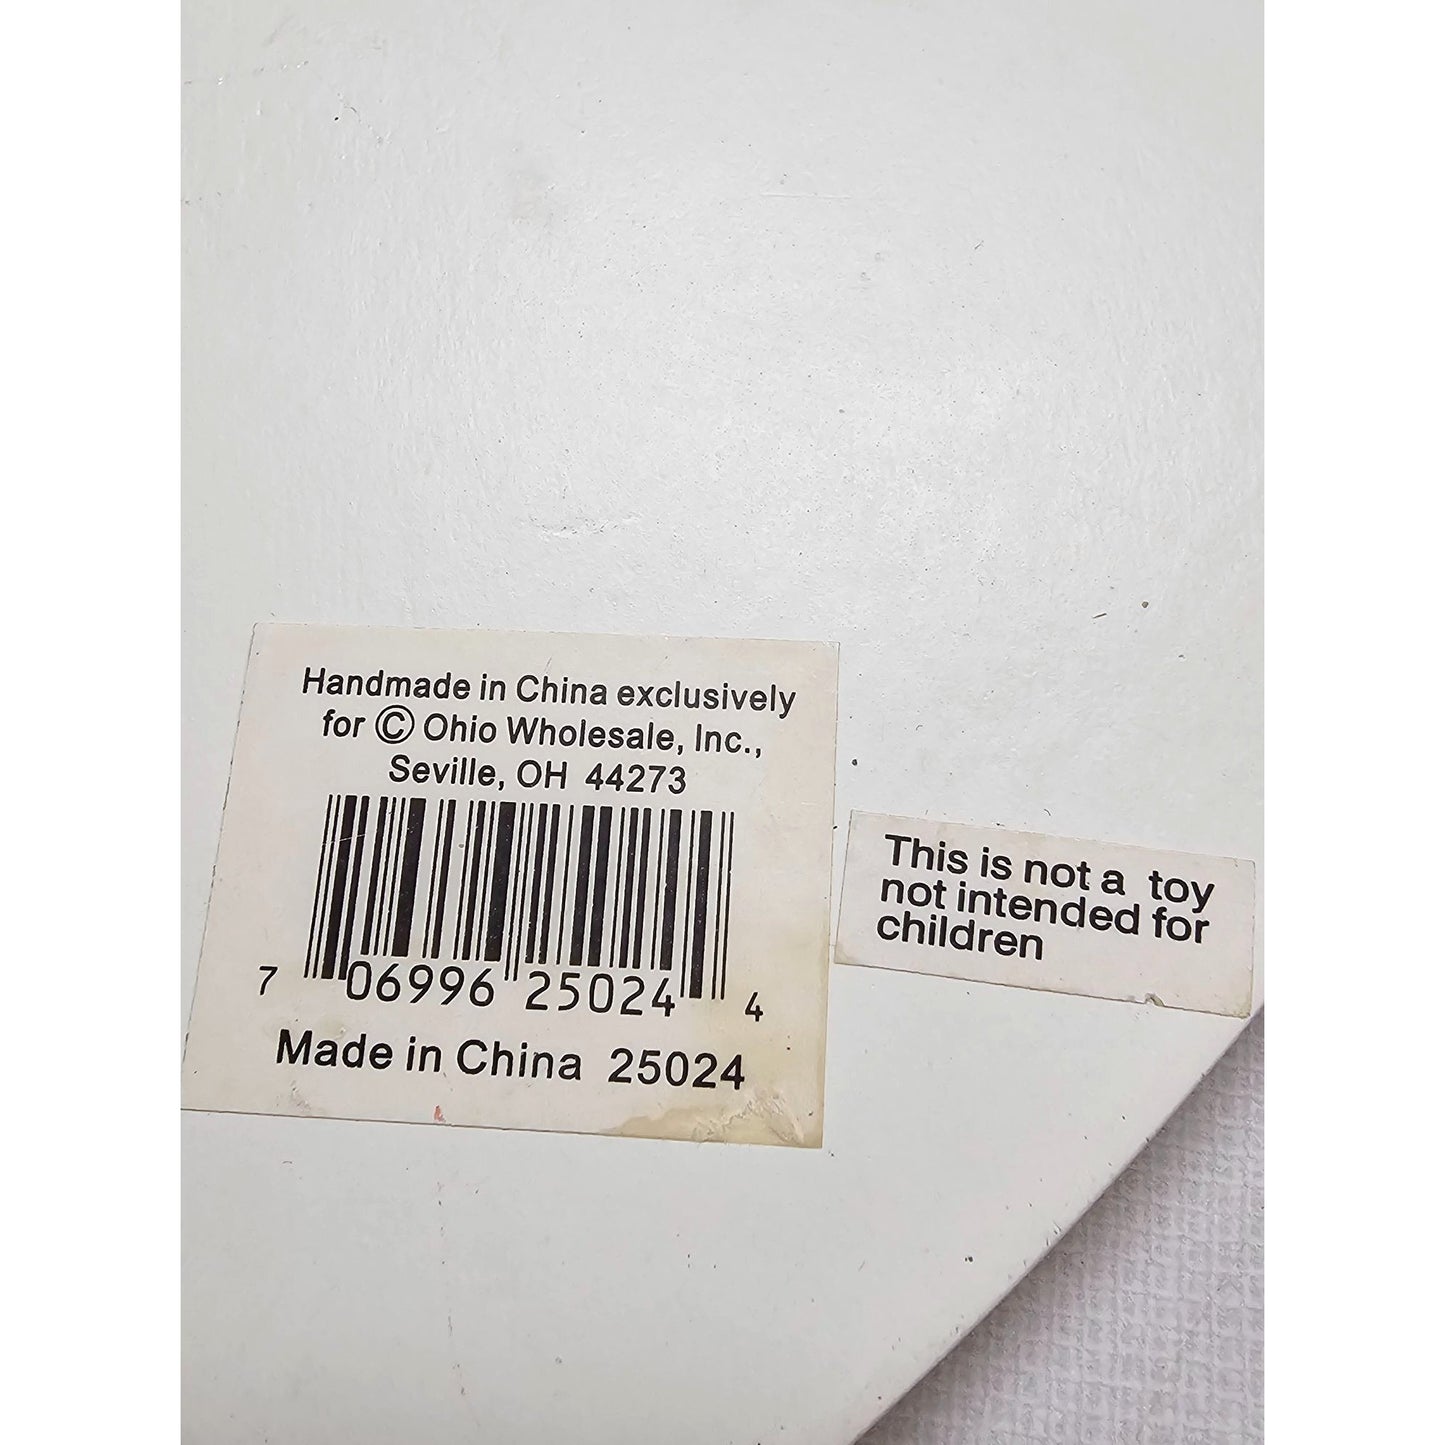 Handmade in China exclusively
for © Ohio Wholesale, Inc.,
Seville, OH 44273
7 06996 25024 4
Made in China 25024
This is not a toy
not intended for
children